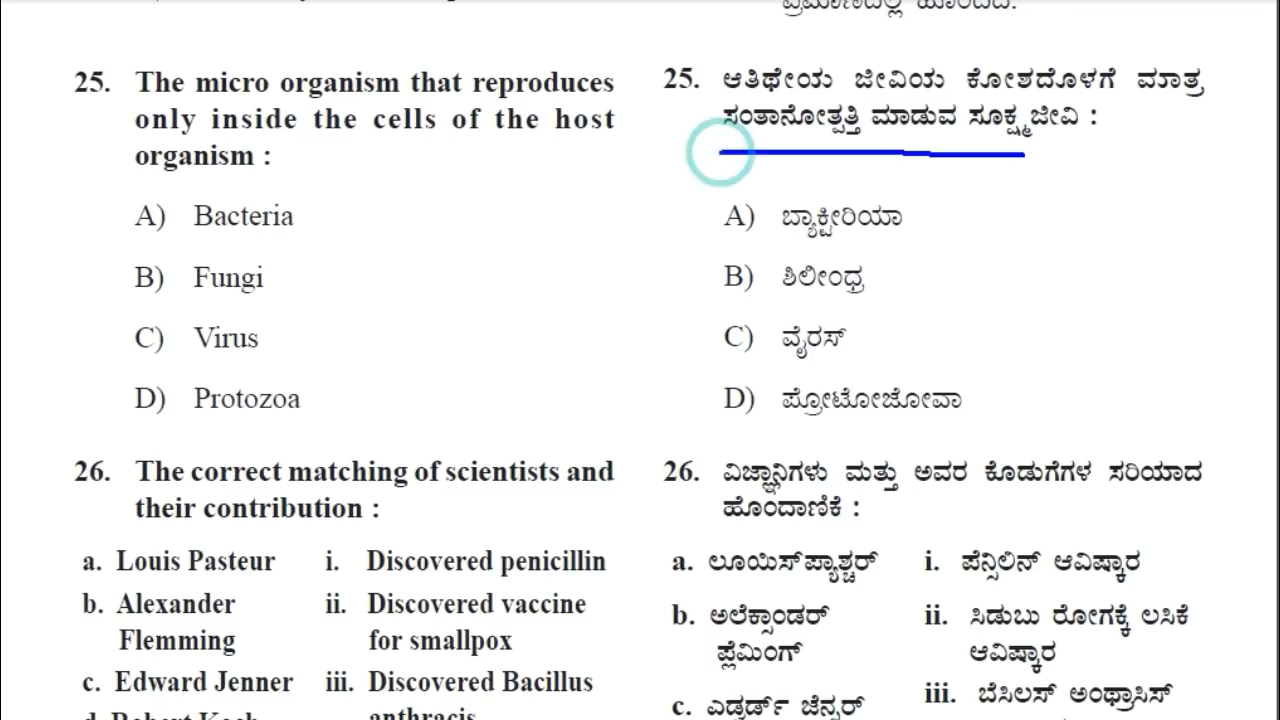 25. The micro organism that reproduces
only inside the cells of the host
organism :
A) Bacteria
B) Fungi
C) Virus
D) Protozoa
26. The correct matching of scientists and
their contribution :
a. Louis Pasteur i. Discovered penicillin
b. Alexander ii. Discovered vaccine
Flemming for smallpox
c. Edward Jenner iii. Discovered Bacillus
anthracis
25. ಆತಿಥೇಯ ಜೀವಿಯ ಕೋಶದೊಳಗೆ ಮಾತ್ರ
ಸಂತಾನೋತ್ಪತ್ತಿ ಮಾಡುವ ಸೂಕ್ಷ್ಮಜೀವಿ :
A) ಬ್ಯಾಕ್ಟೀರಿಯಾ
B) ಶಿಲೀಂಧ್ರ
C) ವೈರಸ್
D) ಪ್ರೋಟೋಜೋವಾ
26. ವಿಜ್ಞಾನಿಗಳು ಮತ್ತು ಅವರ ಕೊಡುಗೆಗಳ ಸರಿಯಾದ
ಹೊಂದಾಣಿಕೆ :
a. ಲೂಯಿಸ್‌ಪ್ಯಾಶ್ಚರ್ i. ಪೆನ್ಸಿಲಿನ್ ಆವಿಷ್ಕಾರ
b. ಅಲೆಕ್ಸಾಂಡರ್ ii. ಸಿಡುಬು ರೋಗಕ್ಕೆ ಲಸಿಕೆ
ಫ್ಲೆಮಿಂಗ್ ಆವಿಷ್ಕಾರ
c. ಎಡ್ವರ್ಡ್ ಜೆನ್ನರ್ iii. ಬೆಸಿಲಸ್ ಅಂಥ್ರಾಸಿಸ್